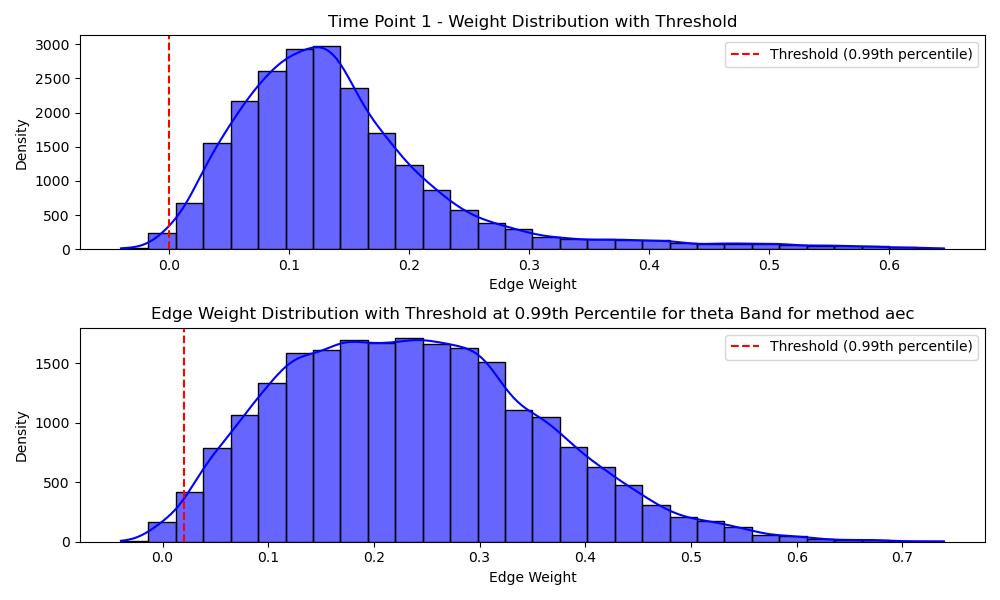 Time Point 1 - Weight Distribution with Threshold
Threshold (0.99th percentile)
Density
3000
2500
2000
1500
1000
500
0
0.0 0.1 0.2 0.3 0.4 0.5 0.6
Edge Weight
Edge Weight Distribution with Threshold at 0.99th Percentile for theta Band for method aec
Threshold (0.99th percentile)
Density
1500
1000
500
0
0.0 0.1 0.2 0.3 0.4 0.5 0.6 0.7
Edge Weight